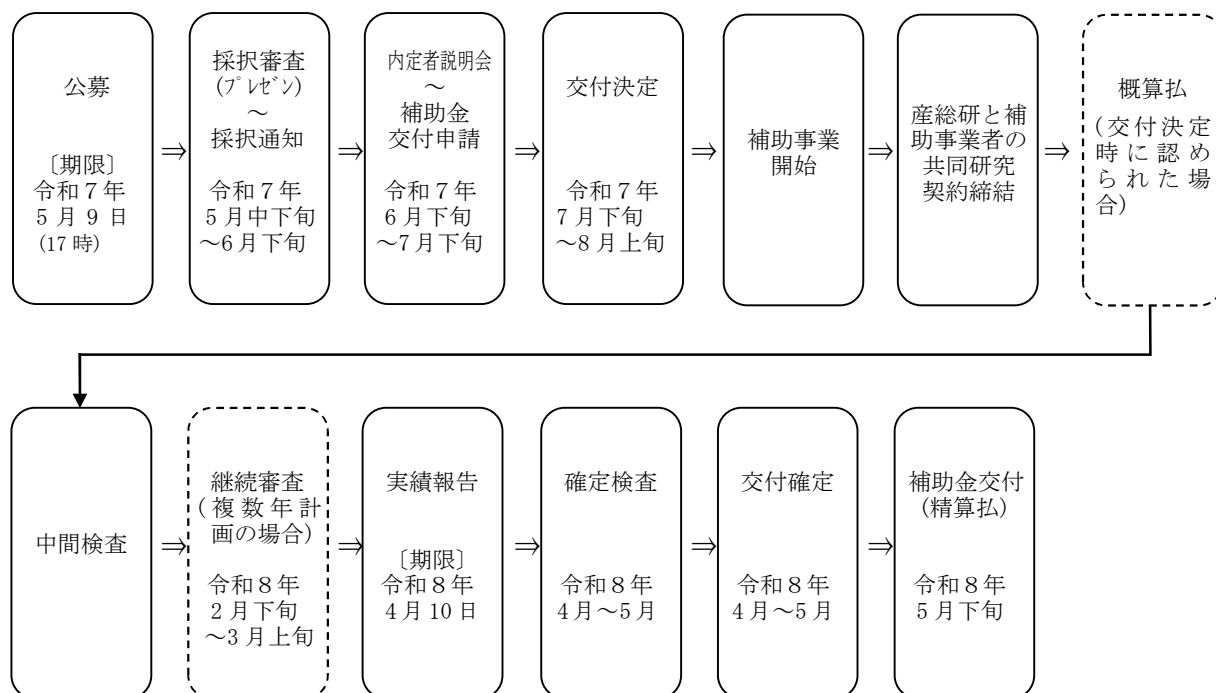 公募
〔期限〕
令和７年
５月９日
(17時)
⇒
採択審査
(ﾌﾟﾚｾﾞﾝ)
～
採択通知
令和７年
５月中下旬
～６月下旬
⇒
内定者説明会
～
補助金
交付申請
令和７年
６月下旬
～７月下旬
⇒
交付決定
令和７年
７月下旬
～８月上旬
⇒
補助事業
開始
⇒
産総研と補
助事業者の
共同研究
契約締結
⇒
概算払
(交付決定
時に認め
られた場
合)
中間検査
⇒
継続審査
(複数年計
画の場合)
令和８年
２月下旬
～３月上旬
⇒
実績報告
〔期限〕
令和８年
４月10日
⇒
確定検査
令和８年
４月～５月
⇒
交付確定
令和８年
４月～５月
⇒
補助金交付
(精算払)
令和８年
５月下旬